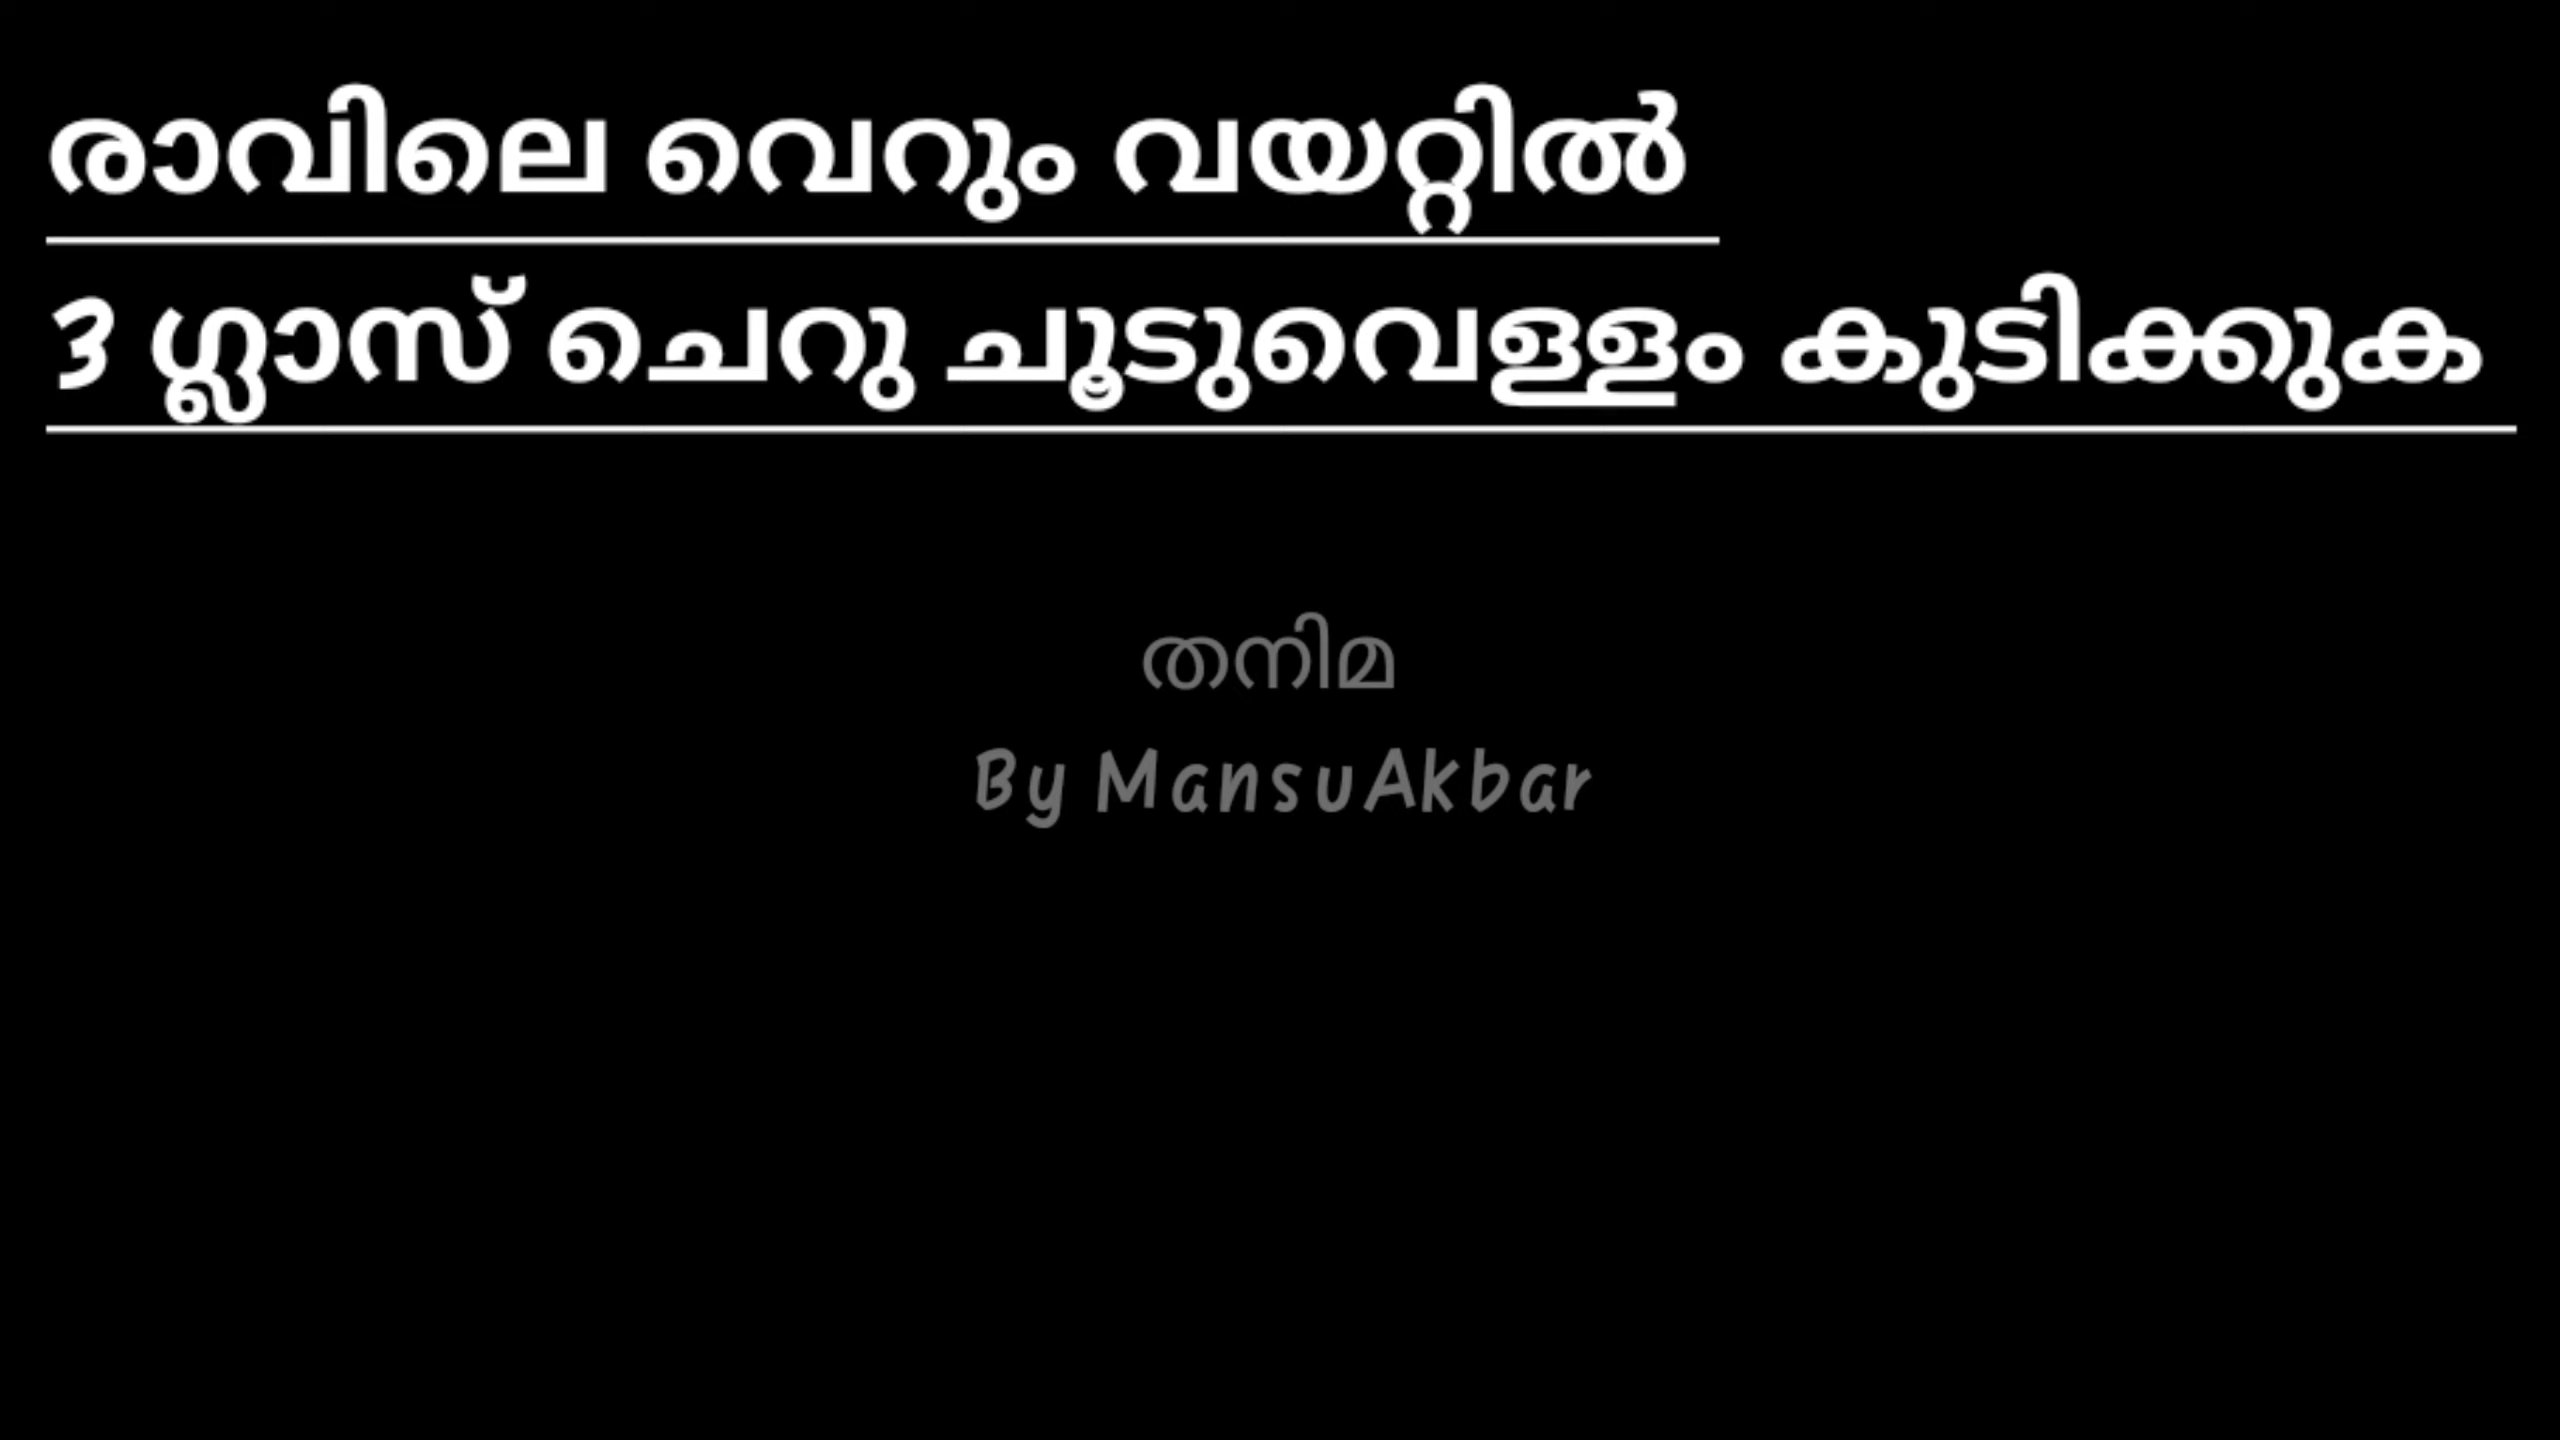 രാവിലെ വെറും വയറ്റിൽ
3 ഗ്ലാസ് ചെറു ചൂടുവെള്ളം കുടിക്കുക
തനിമ
By MansuAkbar